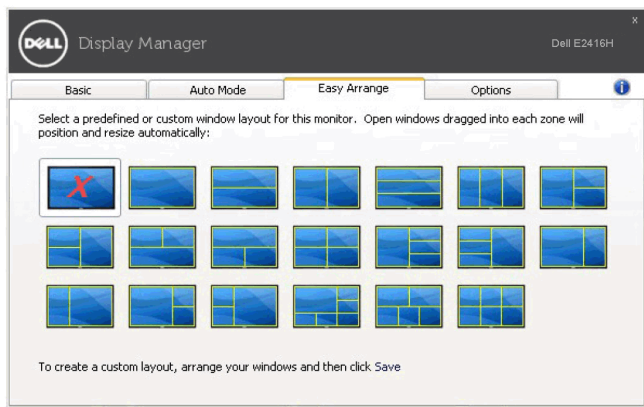 x
DELL Display Manager
Dell E2416H
Basic Auto Mode Easy Arrange Options i
Select a predefined or custom window layout for this monitor. Open windows dragged into each zone will
position and resize automatically:
X
To create a custom layout, arrange your windows and then click Save